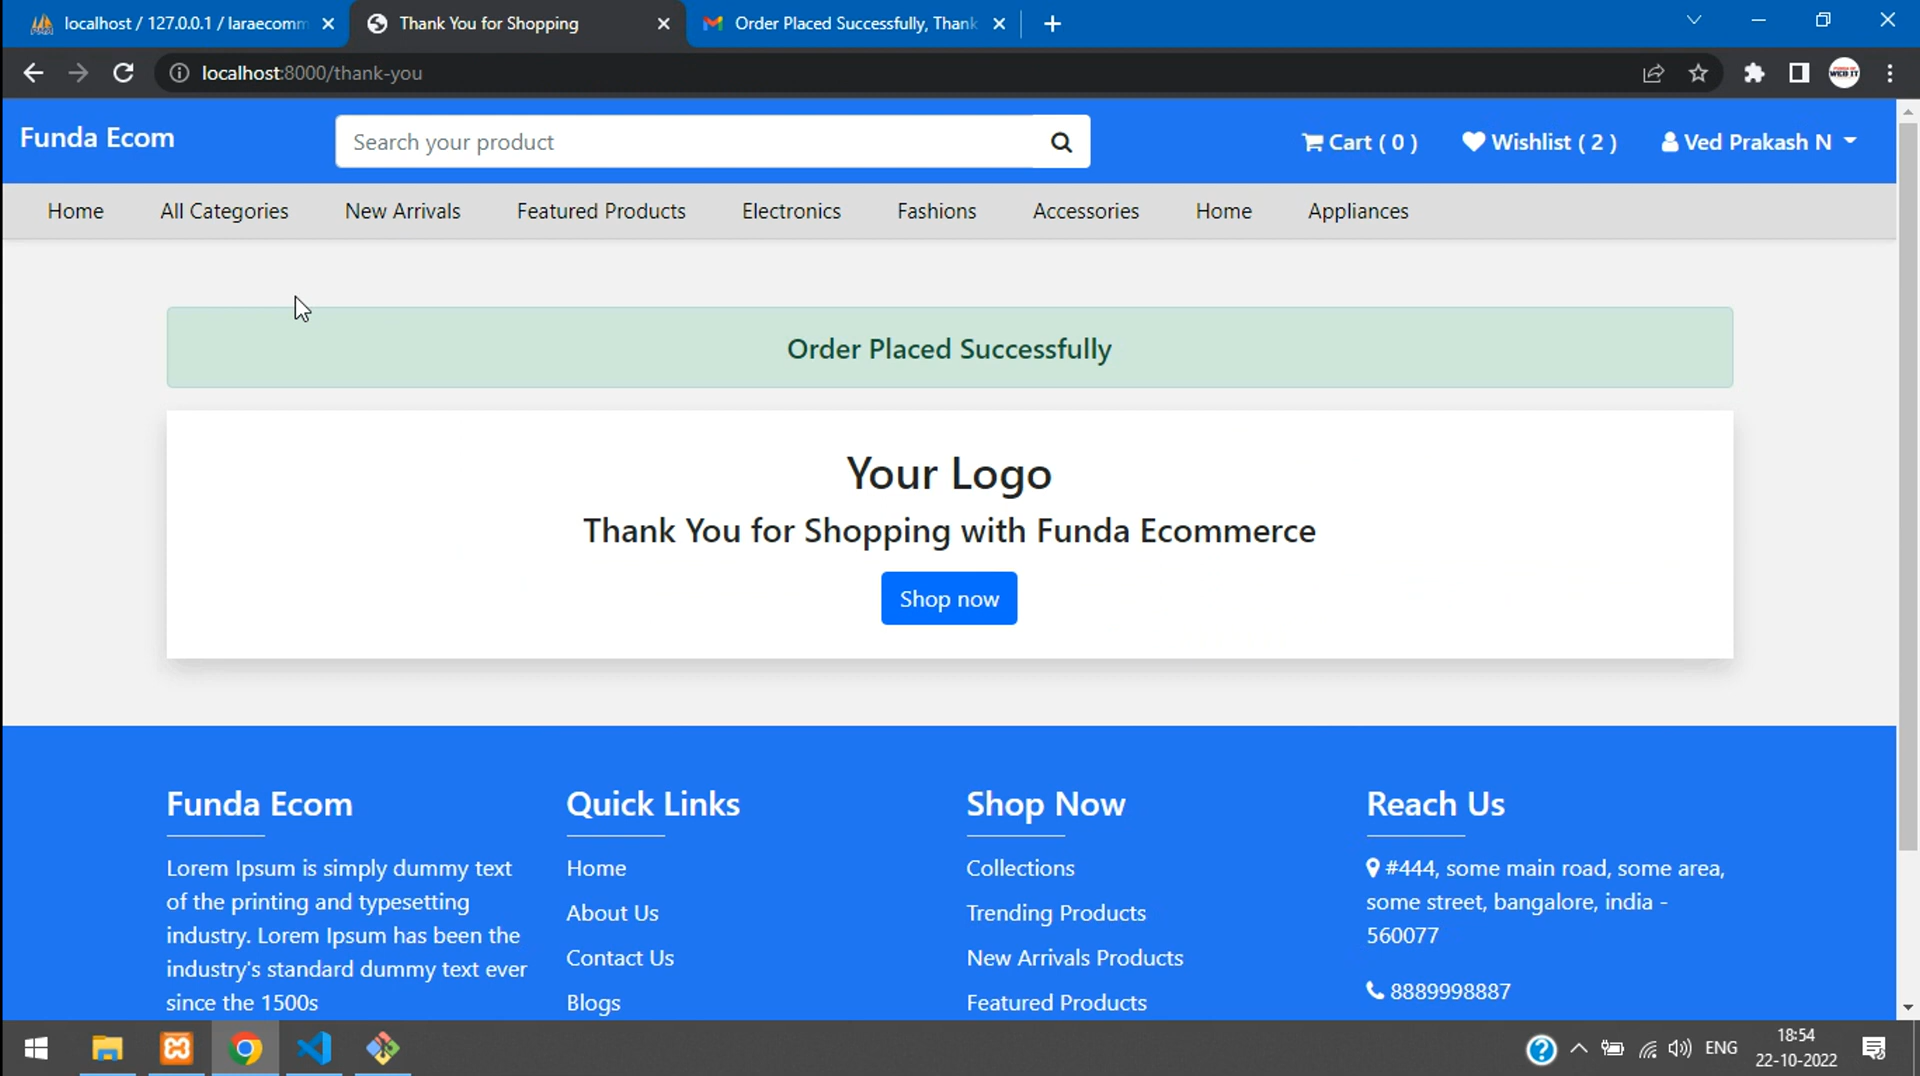 localhost / 127.0.0.1 / laraecomm
Thank You for Shopping
Order Placed Successfully, Thank
localhost:8000/thank-you
WEB IT
Funda Ecom
Search your product
Cart ( 0 )
Wishlist ( 2 )
Ved Prakash N
Home
All Categories
New Arrivals
Featured Products
Electronics
Fashions
Accessories
Home
Appliances
Order Placed Successfully
Your Logo
Thank You for Shopping with Funda Ecommerce
Shop now
Funda Ecom
Lorem Ipsum is simply dummy text
of the printing and typesetting
industry. Lorem Ipsum has been the
industry's standard dummy text ever
since the 1500s
Quick Links
Home
About Us
Contact Us
Blogs
Shop Now
Collections
Trending Products
New Arrivals Products
Featured Products
Reach Us
#444, some main road, some area,
some street, bangalore, india -
560077
8889998887
ENG
18:54
22-10-2022